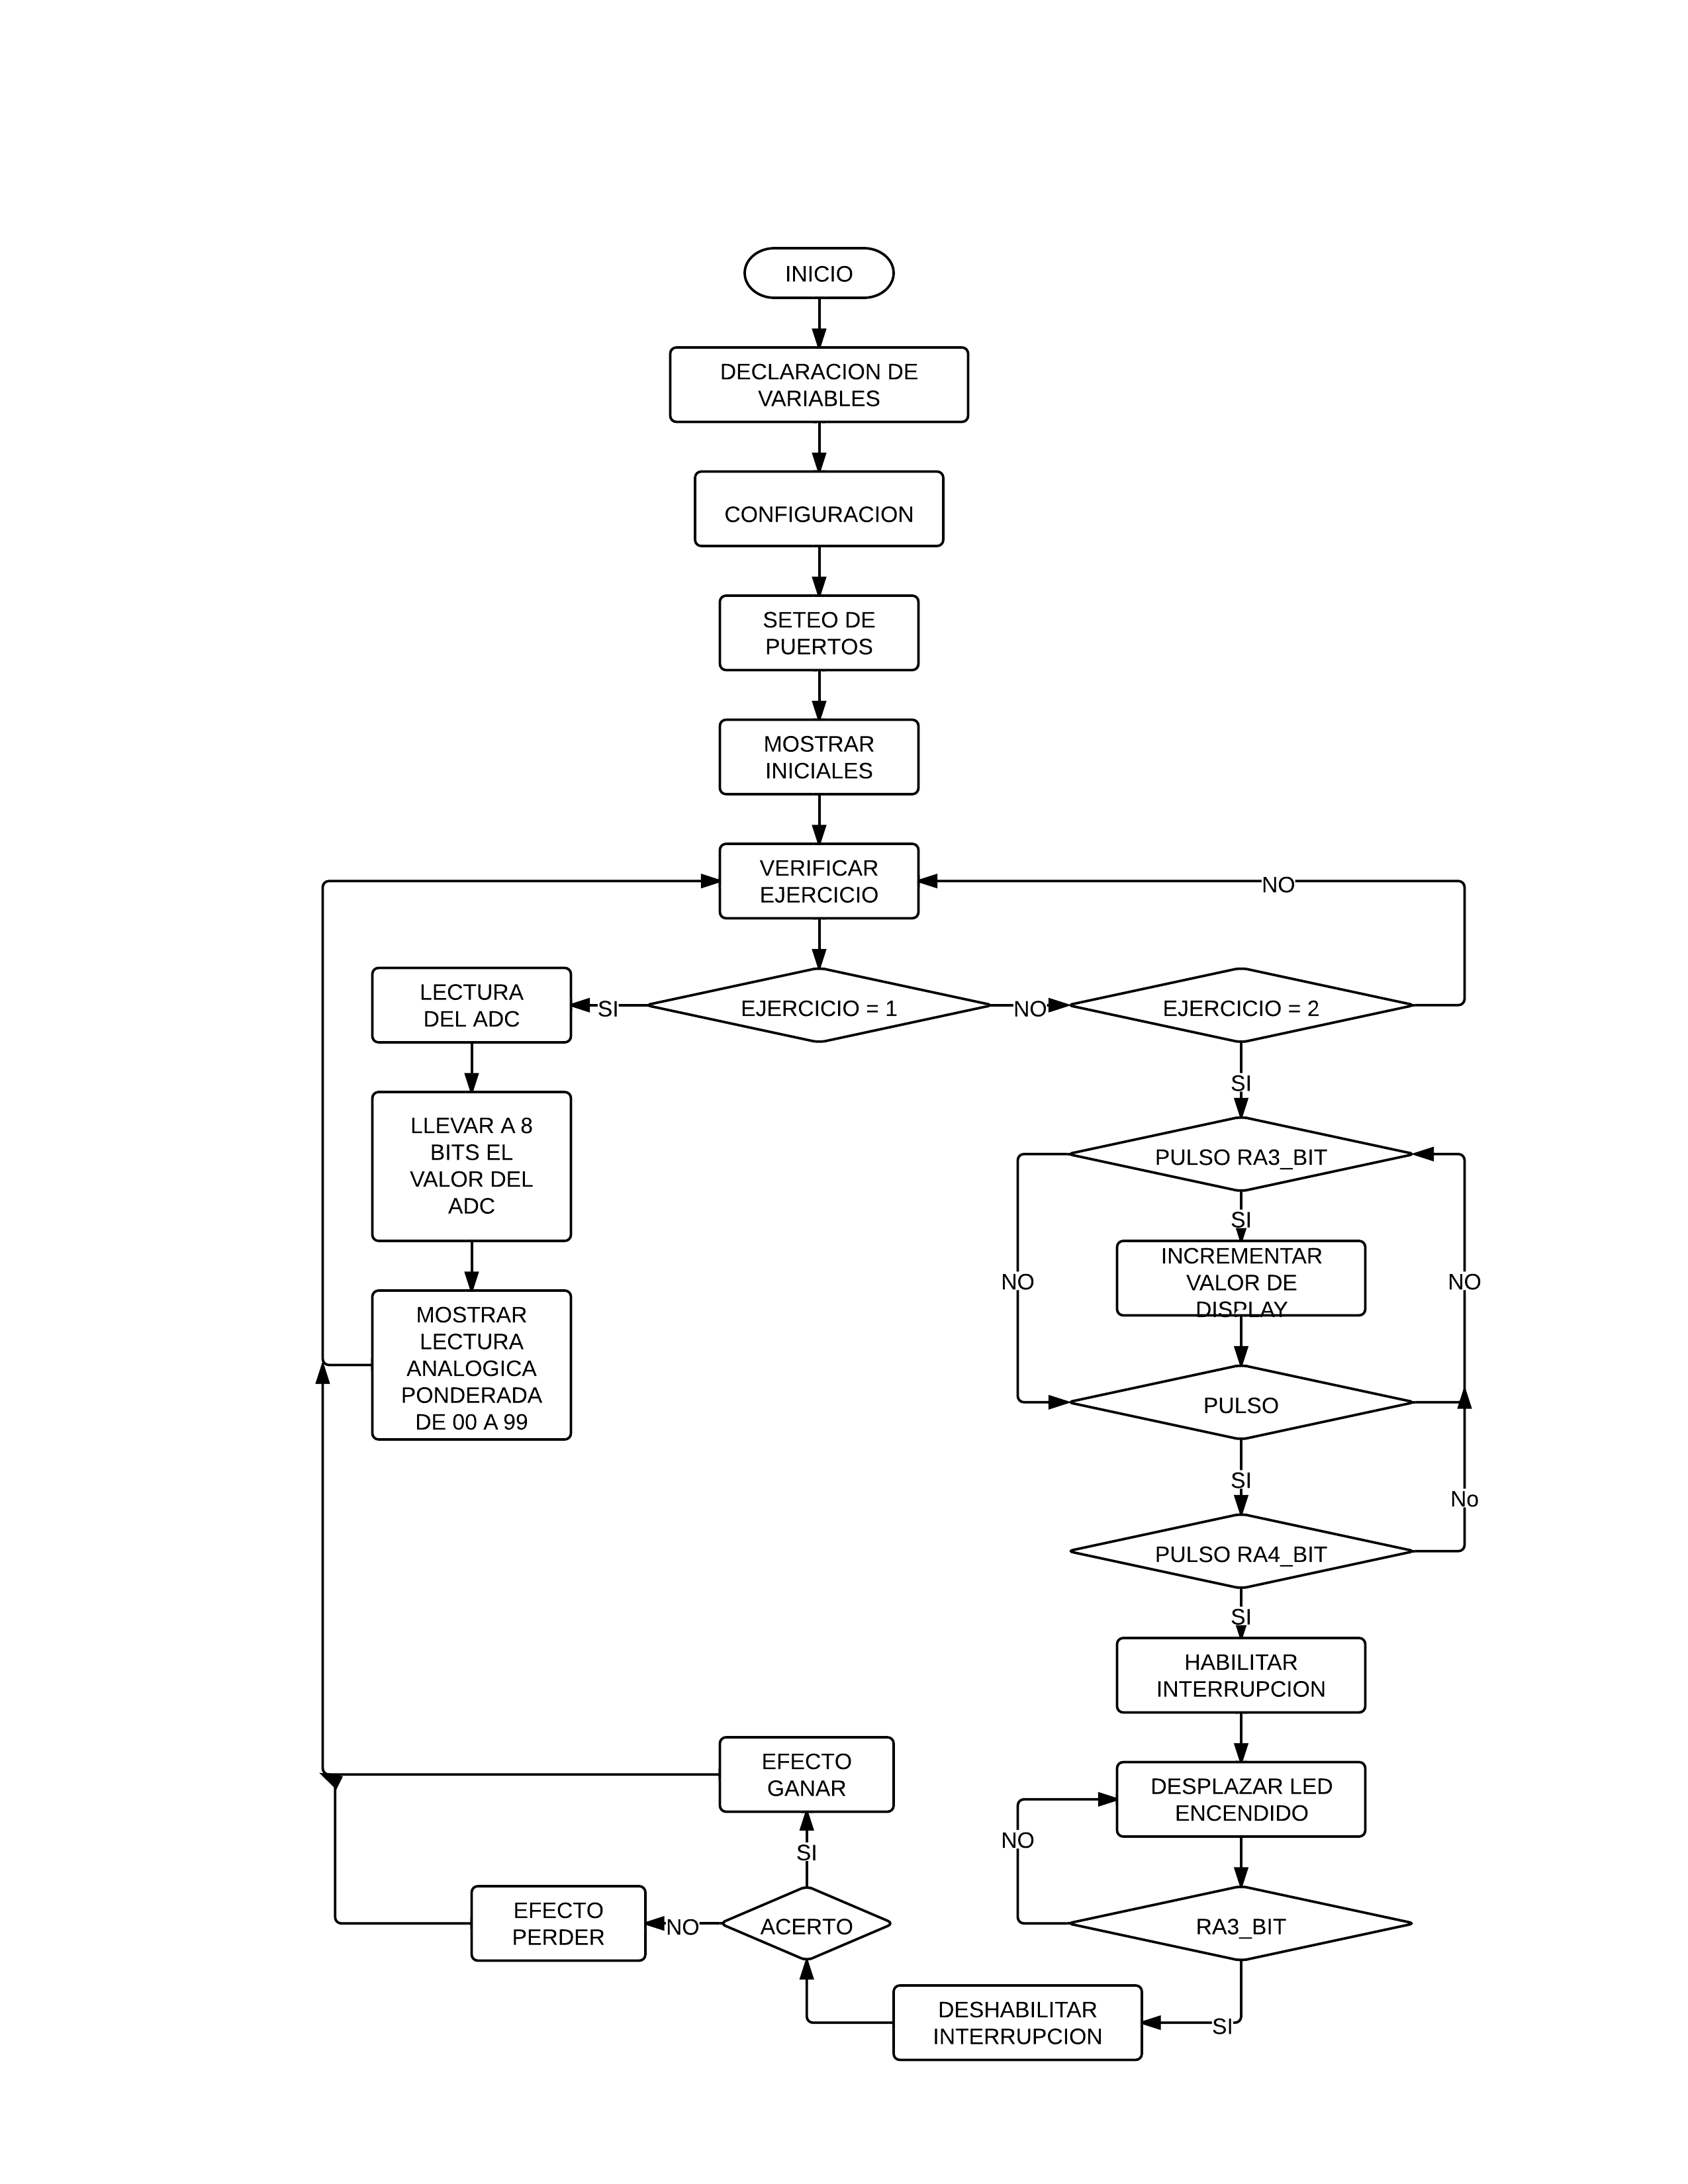 INICIO
DECLARACION DE
VARIABLES
CONFIGURACION
SETEO DE
PUERTOS
MOSTRAR
INICIALES
VERIFICAR
EJERCICIO
NO
LECTURA
DEL ADC
SI
EJERCICIO = 1
NO
EJERCICIO = 2
SI
LLEVAR A 8
BITS EL
VALOR DEL
ADC
PULSO RA3_BIT
SI
NO
INCREMENTAR
VALOR DE
DISPLAY
NO
MOSTRAR
LECTURA
ANALOGICA
PONDERADA
DE 00 A 99
PULSO
SI
No
PULSO RA4_BIT
SI
HABILITAR
INTERRUPCION
EFECTO
GANAR
DESPLAZAR LED
ENCENDIDO
SI
NO
EFECTO
PERDER
NO
ACERTO
RA3_BIT
DESHABILITAR
INTERRUPCION
SI